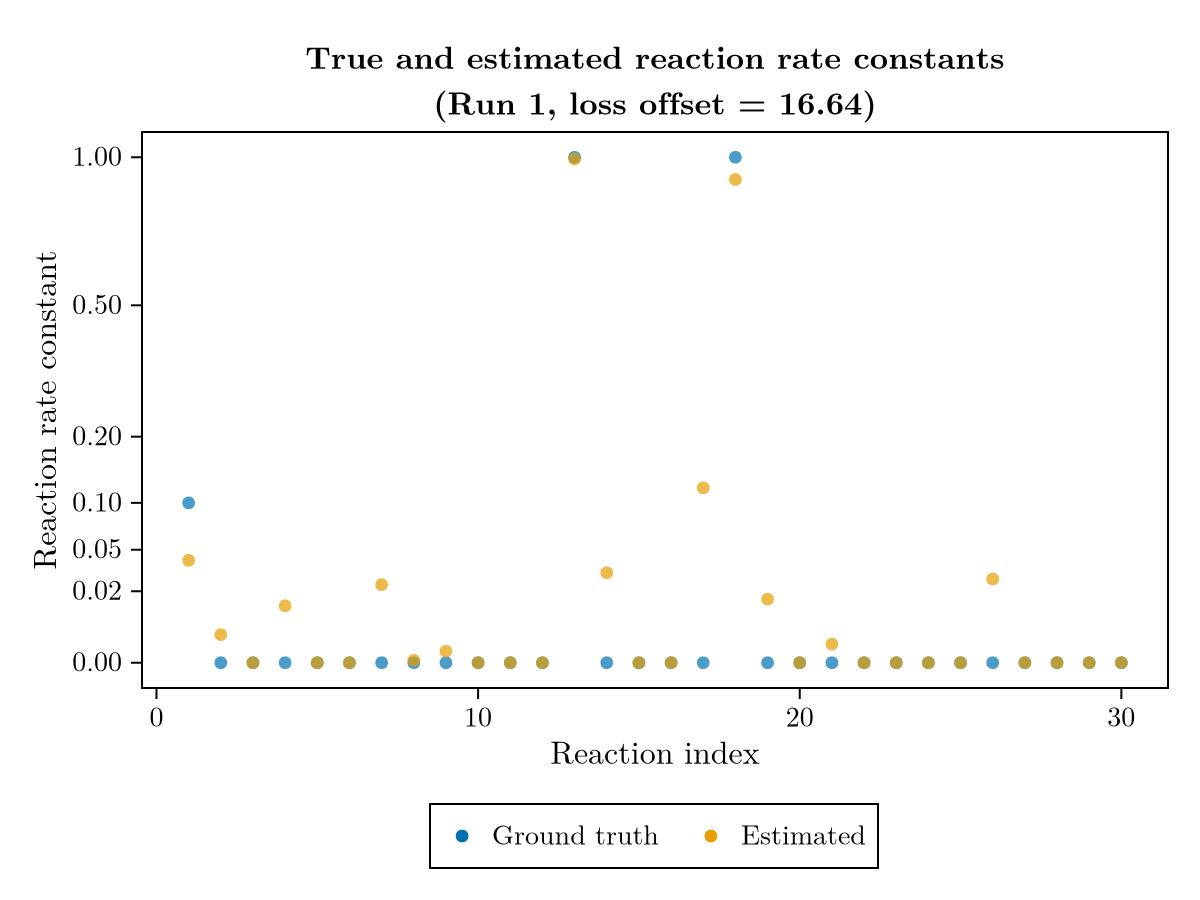 True and estimated reaction rate constants
(Run 1, loss offset = 16.64)
Reaction rate constant
1.00
0.50
0.20
0.10
0.05
0.02
0.00
0 10 20 30
Reaction index
Ground truth Estimated